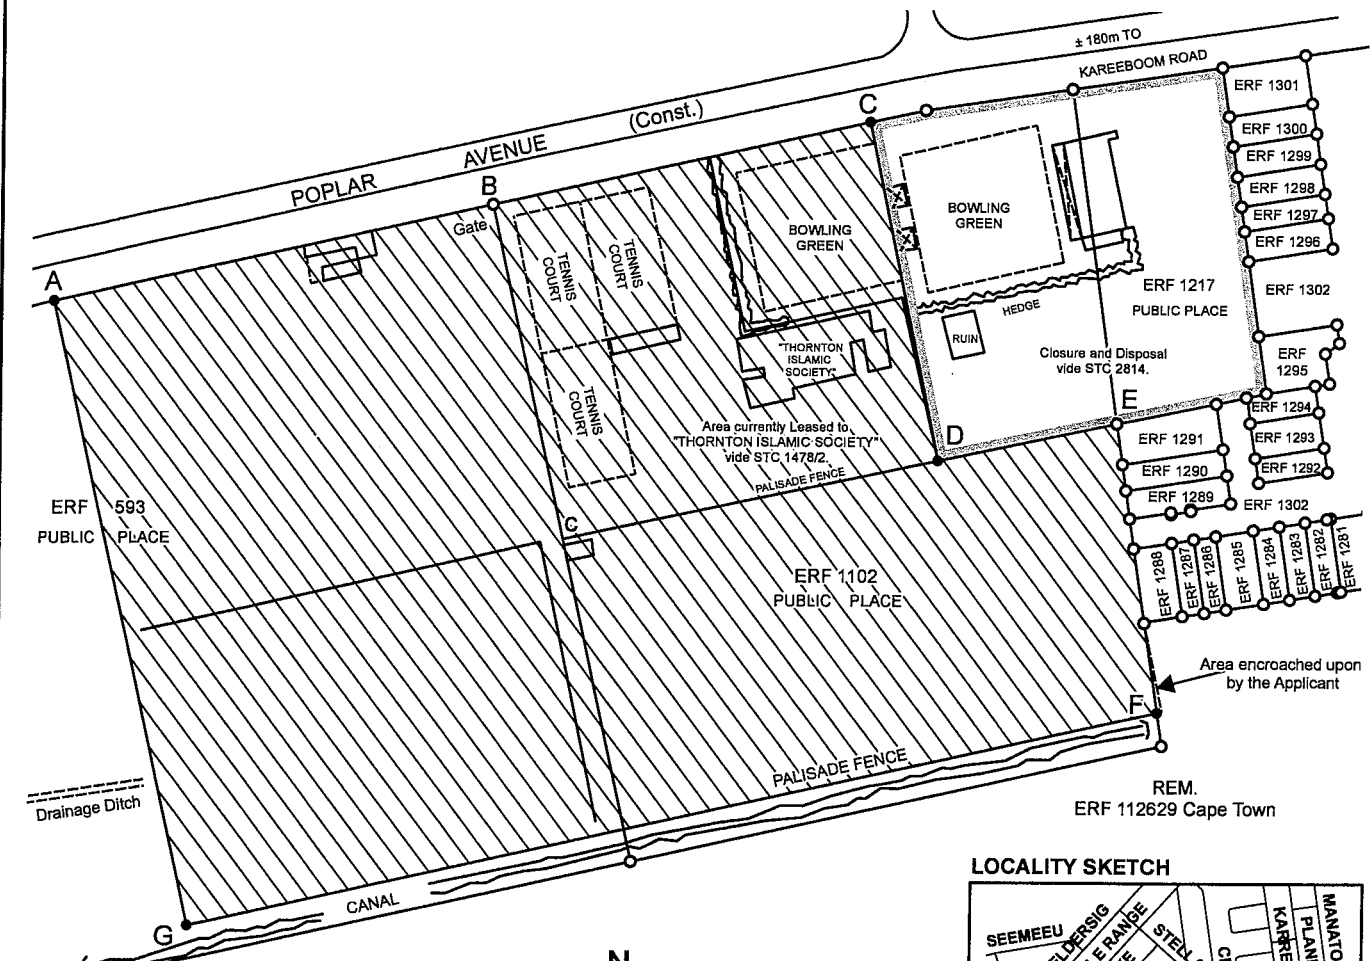 ± 180m TO
KAREEBOOM ROAD
POPLAR AVENUE (Const.)
A
B
C
Gate
TENNIS
COURT
TENNIS
COURT
TENNIS
COURT
BOWLING
GREEN
BOWLING
GREEN
"THORNTON
ISLAMIC
SOCIETY"
HEDGE
RUIN
ERF 1217
PUBLIC PLACE
Closure and Disposal
vide STC 2814.
Area currently Leased to
"THORNTON ISLAMIC SOCIETY"
vide STC 1478/2.
PALISADE FENCE
D
E
ERF 1301
ERF 1300
ERF 1299
ERF 1298
ERF 1297
ERF 1296
ERF 1302
ERF
1295
ERF 1294
ERF 1293
ERF 1292
ERF 1291
ERF 1290
ERF 1289
ERF 1302
ERF 1288
ERF 1287
ERF 1286
ERF 1285
ERF 1284
ERF 1283
ERF 1282
ERF 1281
ERF 593
PUBLIC PLACE
C
ERF 1102
PUBLIC PLACE
Area encroached upon
by the Applicant
F
PALISADE FENCE
REM.
ERF 112629 Cape Town
Drainage Ditch
CANAL
G
N
LOCALITY SKETCH
SEEMEEU